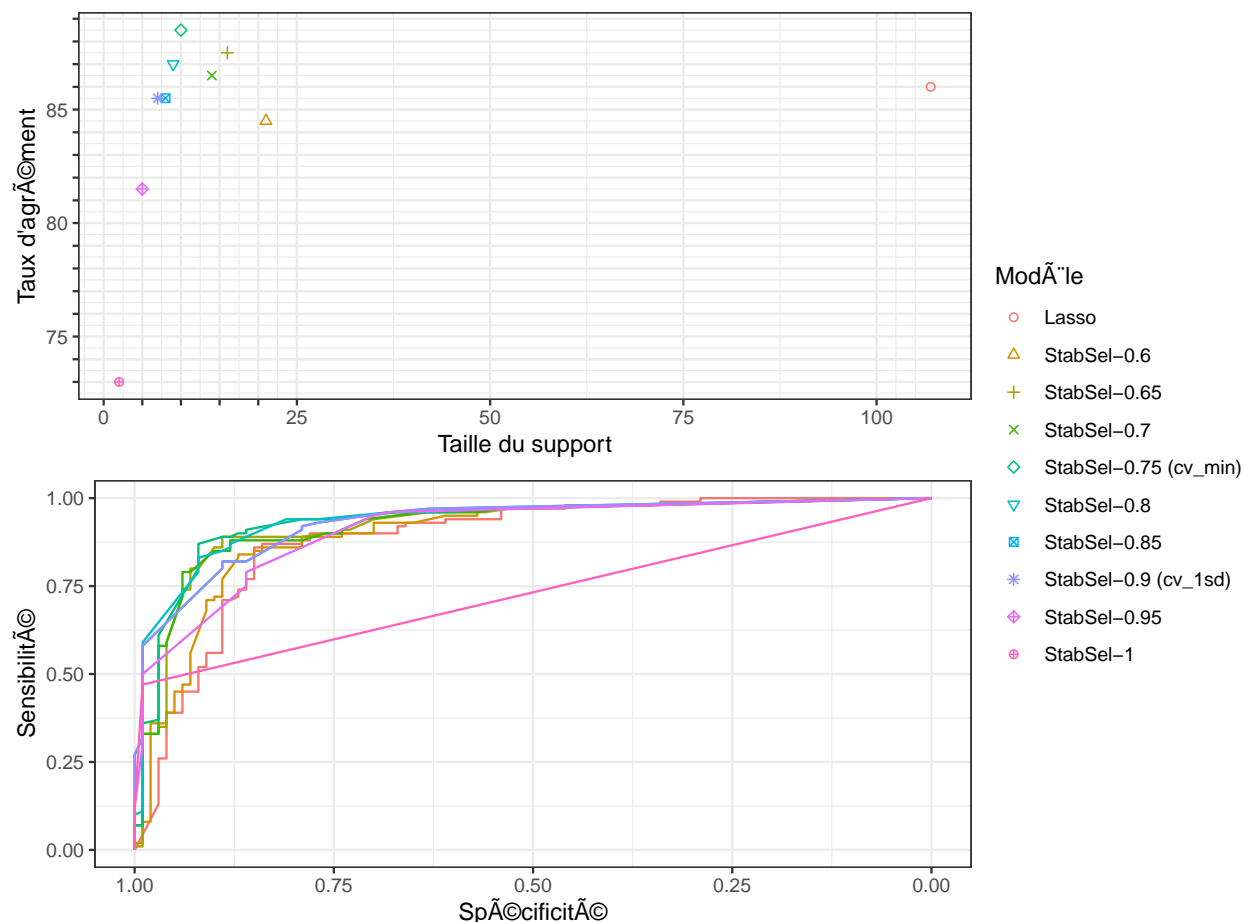 Taux d'agrÃ©ment
85
80
75
0
25
50
75
100
Taille du support
SensibilitÃ©
1.00
0.75
0.50
0.25
0.00
1.00
0.75
0.50
0.25
0.00
SpÃ©cificitÃ©
ModÃ¨le
Lasso
StabSel−0.6
StabSel−0.65
StabSel−0.7
StabSel−0.75 (cv_min)
StabSel−0.8
StabSel−0.85
StabSel−0.9 (cv_1sd)
StabSel−0.95
StabSel−1